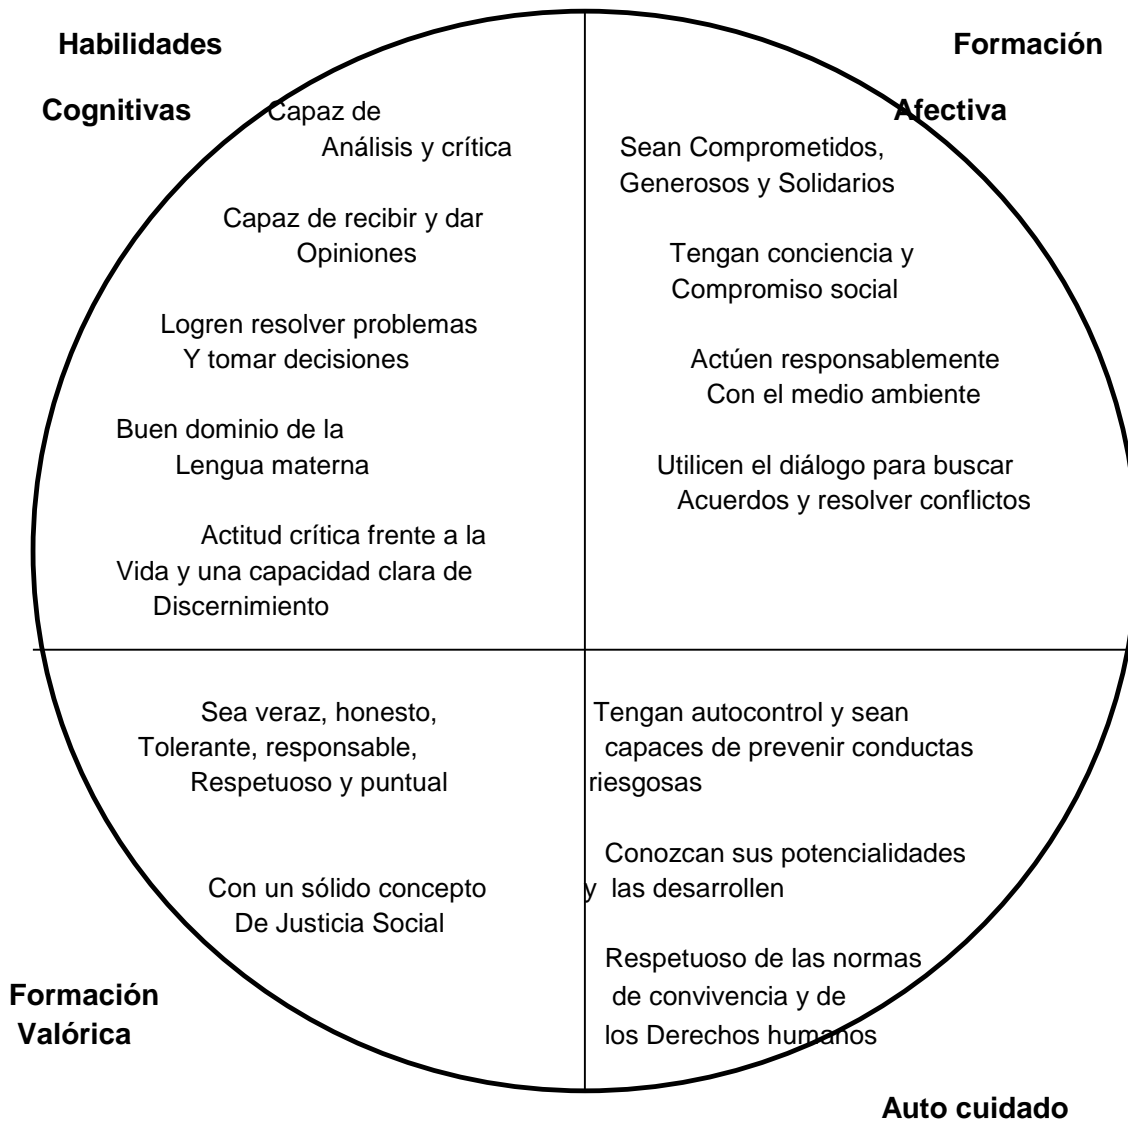 Habilidades
Cognitivas
Capaz de
Análisis y crítica
Capaz de recibir y dar
Opiniones
Logren resolver problemas
Y tomar decisiones
Buen dominio de la
Lengua materna
Actitud crítica frente a la
Vida y una capacidad clara de
Discernimiento
Formación
Afectiva
Sean Comprometidos,
Generosos y Solidarios
Tengan conciencia y
Compromiso social
Actúen responsablemente
Con el medio ambiente
Utilicen el diálogo para buscar
Acuerdos y resolver conflictos
Sea veraz, honesto,
Tolerante, responsable,
Respetuoso y puntual
Con un sólido concepto
De Justicia Social
Formación
Valórica
Tengan autocontrol y sean
capaces de prevenir conductas
riesgosas
Conozcan sus potencialidades
y las desarrollen
Respetuoso de las normas
de convivencia y de
los Derechos humanos
Auto cuidado